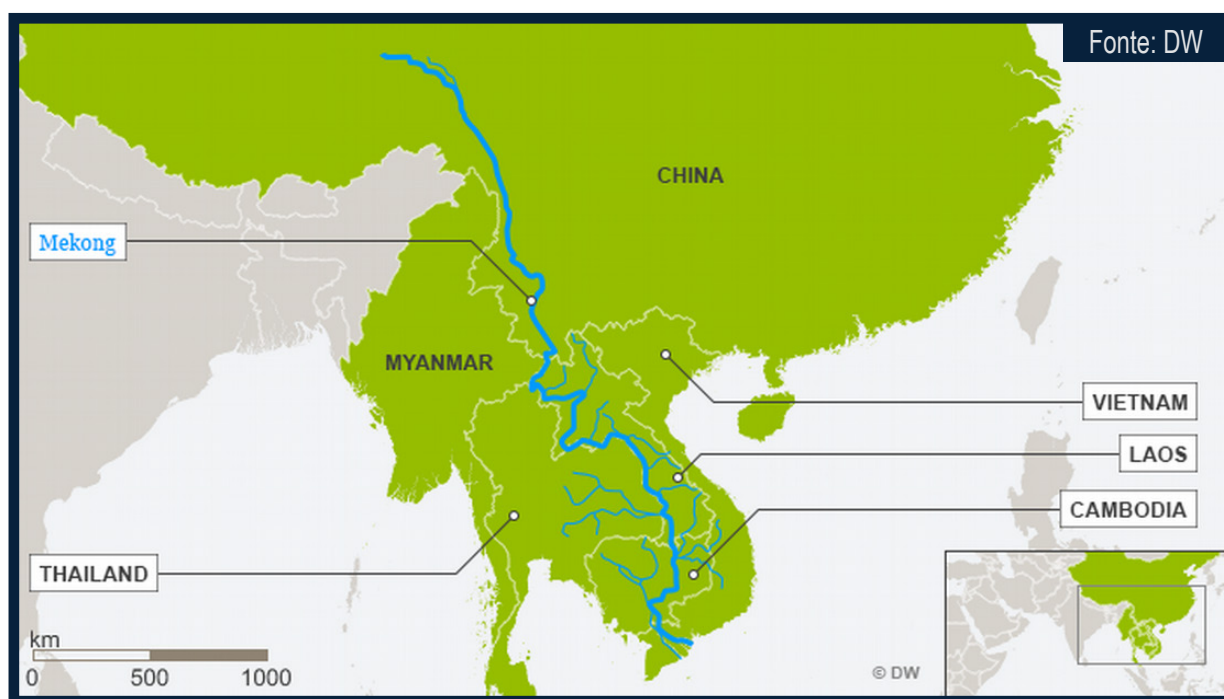 Fonte: DW
CHINA
Mekong
MYANMAR
VIETNAM
LAOS
CAMBODIA
THAILAND
km
0 500 1000
© DW